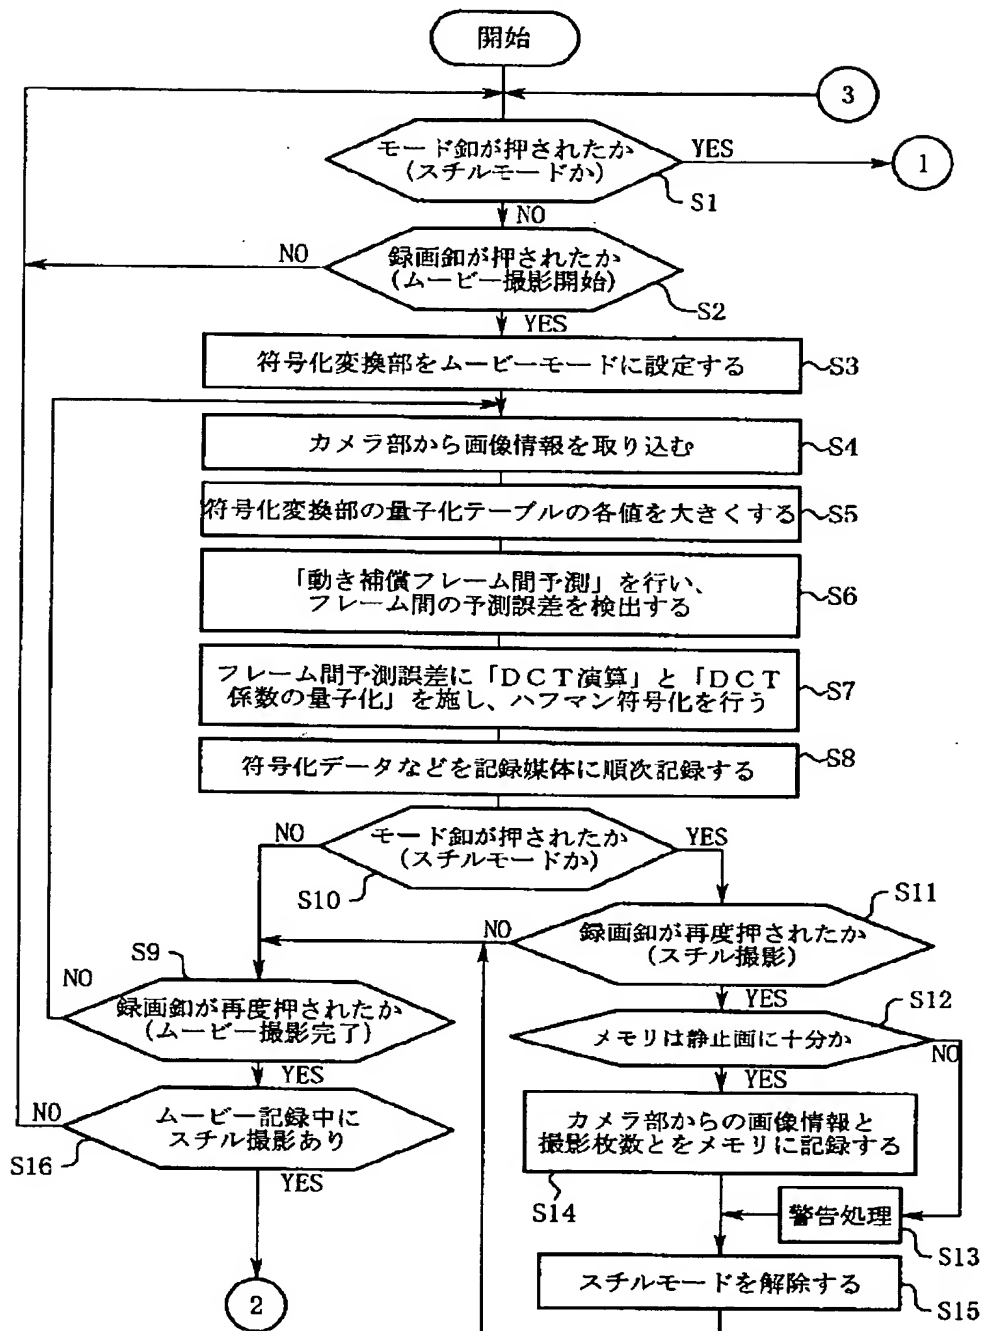 開始
3
モード釦が押されたか
(スチルモードか)
YES
1
S1
NO
録画釦が押されたか
(ムービー撮影開始)
NO
S2
YES
符号化変換部をムービーモードに設定する
S3
カメラ部から画像情報を取り込む
S4
符号化変換部の量子化テーブルの各値を大きくする
S5
「動き補償フレーム間予測」を行い、
フレーム間の予測誤差を検出する
S6
フレーム間予測誤差に「DCT演算」と「DCT
係数の量子化」を施し、ハフマン符号化を行う
S7
符号化データなどを記録媒体に順次記録する
S8
NO
モード釦が押されたか
(スチルモードか)
YES
S10
S11
NO
録画釦が再度押されたか
(スチル撮影)
S9
NO
録画釦が再度押されたか
(ムービー撮影完了)
YES
S12
メモリは静止画に十分か
NO
YES
YES
NO
ムービー記録中に
スチル撮影あり
S16
YES
カメラ部からの画像情報と
撮影枚数とをメモリに記録する
S14
警告処理
S13
スチルモードを解除する
S15
2